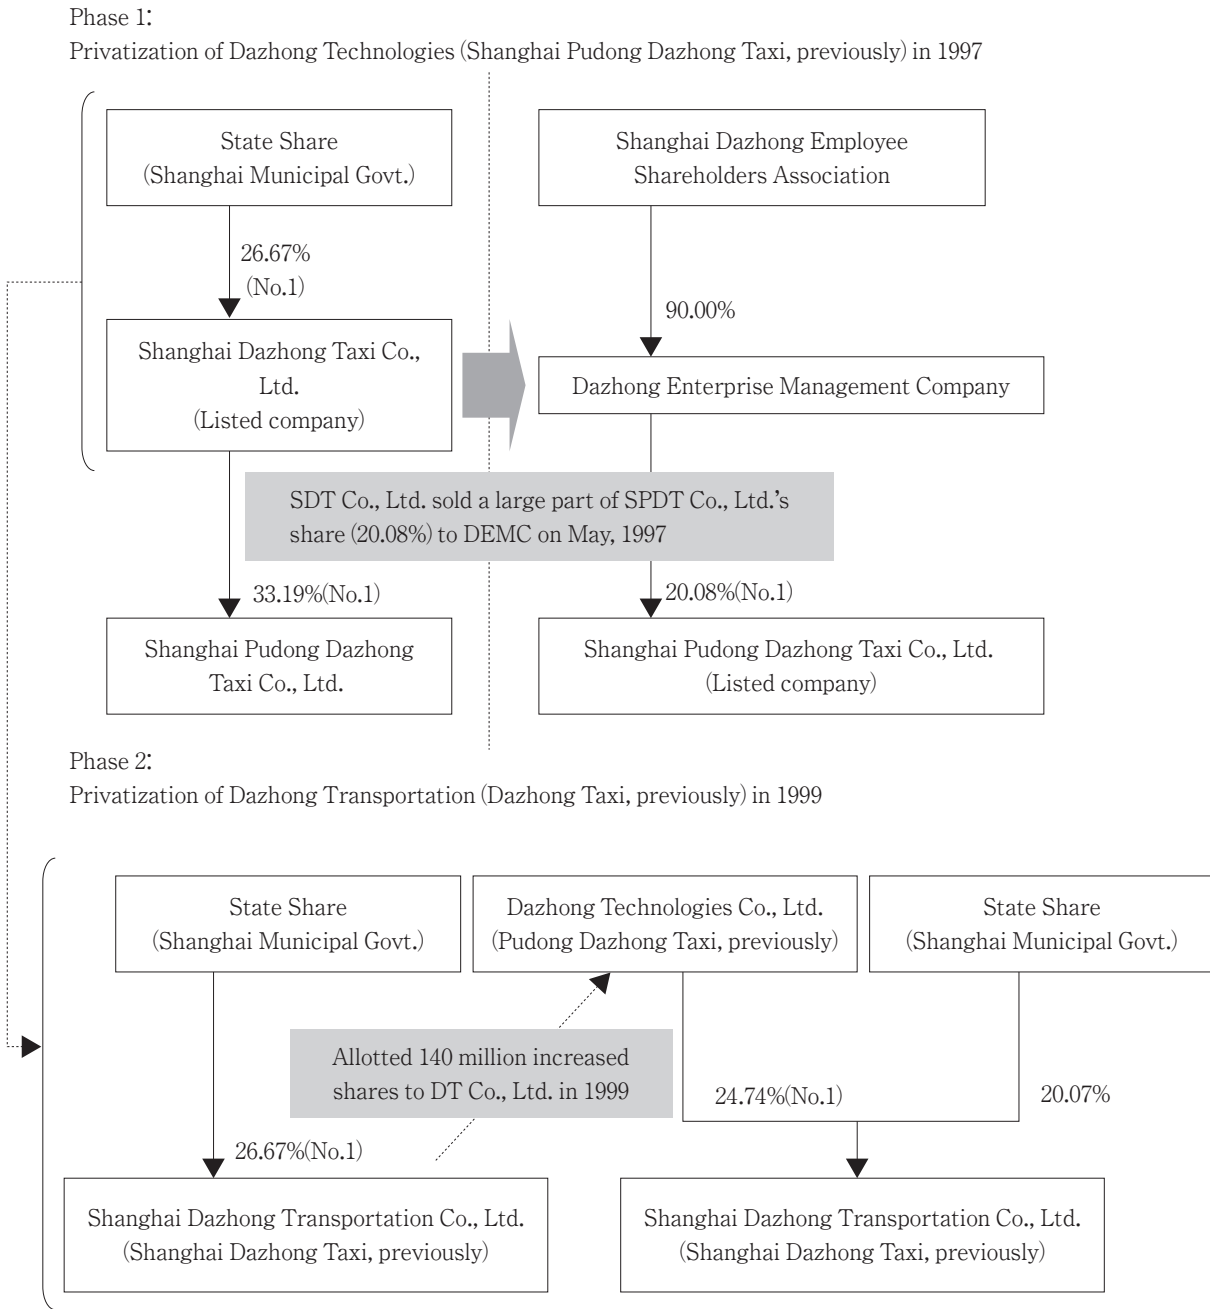 Phase 1:
Privatization of Dazhong Technologies (Shanghai Pudong Dazhong Taxi, previously) in 1997
State Share
(Shanghai Municipal Govt.)
Shanghai Dazhong Employee
Shareholders Association
26.67%
(No.1)
90.00%
Shanghai Dazhong Taxi Co.,
Ltd.
(Listed company)
Dazhong Enterprise Management Company
SDT Co., Ltd. sold a large part of SPDT Co., Ltd.'s
share (20.08%) to DEMC on May, 1997
33.19%(No.1)
20.08%(No.1)
Shanghai Pudong Dazhong
Taxi Co., Ltd.
Shanghai Pudong Dazhong Taxi Co., Ltd.
(Listed company)
Phase 2:
Privatization of Dazhong Transportation (Dazhong Taxi, previously) in 1999
State Share
(Shanghai Municipal Govt.)
Dazhong Technologies Co., Ltd.
(Pudong Dazhong Taxi, previously)
State Share
(Shanghai Municipal Govt.)
Allotted 140 million increased
shares to DT Co., Ltd. in 1999
24.74%(No.1)
20.07%
26.67%(No.1)
Shanghai Dazhong Transportation Co., Ltd.
(Shanghai Dazhong Taxi, previously)
Shanghai Dazhong Transportation Co., Ltd.
(Shanghai Dazhong Taxi, previously)